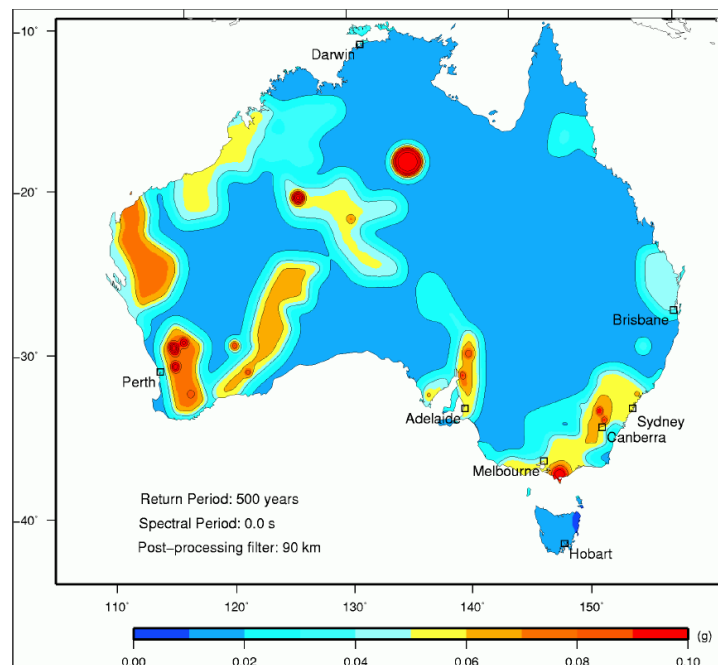 −10˚
Darwin
−20˚
Brisbane
−30˚
Perth
Adelaide
Sydney
Canberra
Melbourne
Return Period: 500 years
Spectral Period: 0.0 s
−40˚
Post−processing filter: 90 km
Hobart
110˚ 120˚ 130˚ 140˚ 150˚
(g)
0.00 0.02 0.04 0.06 0.08 0.10